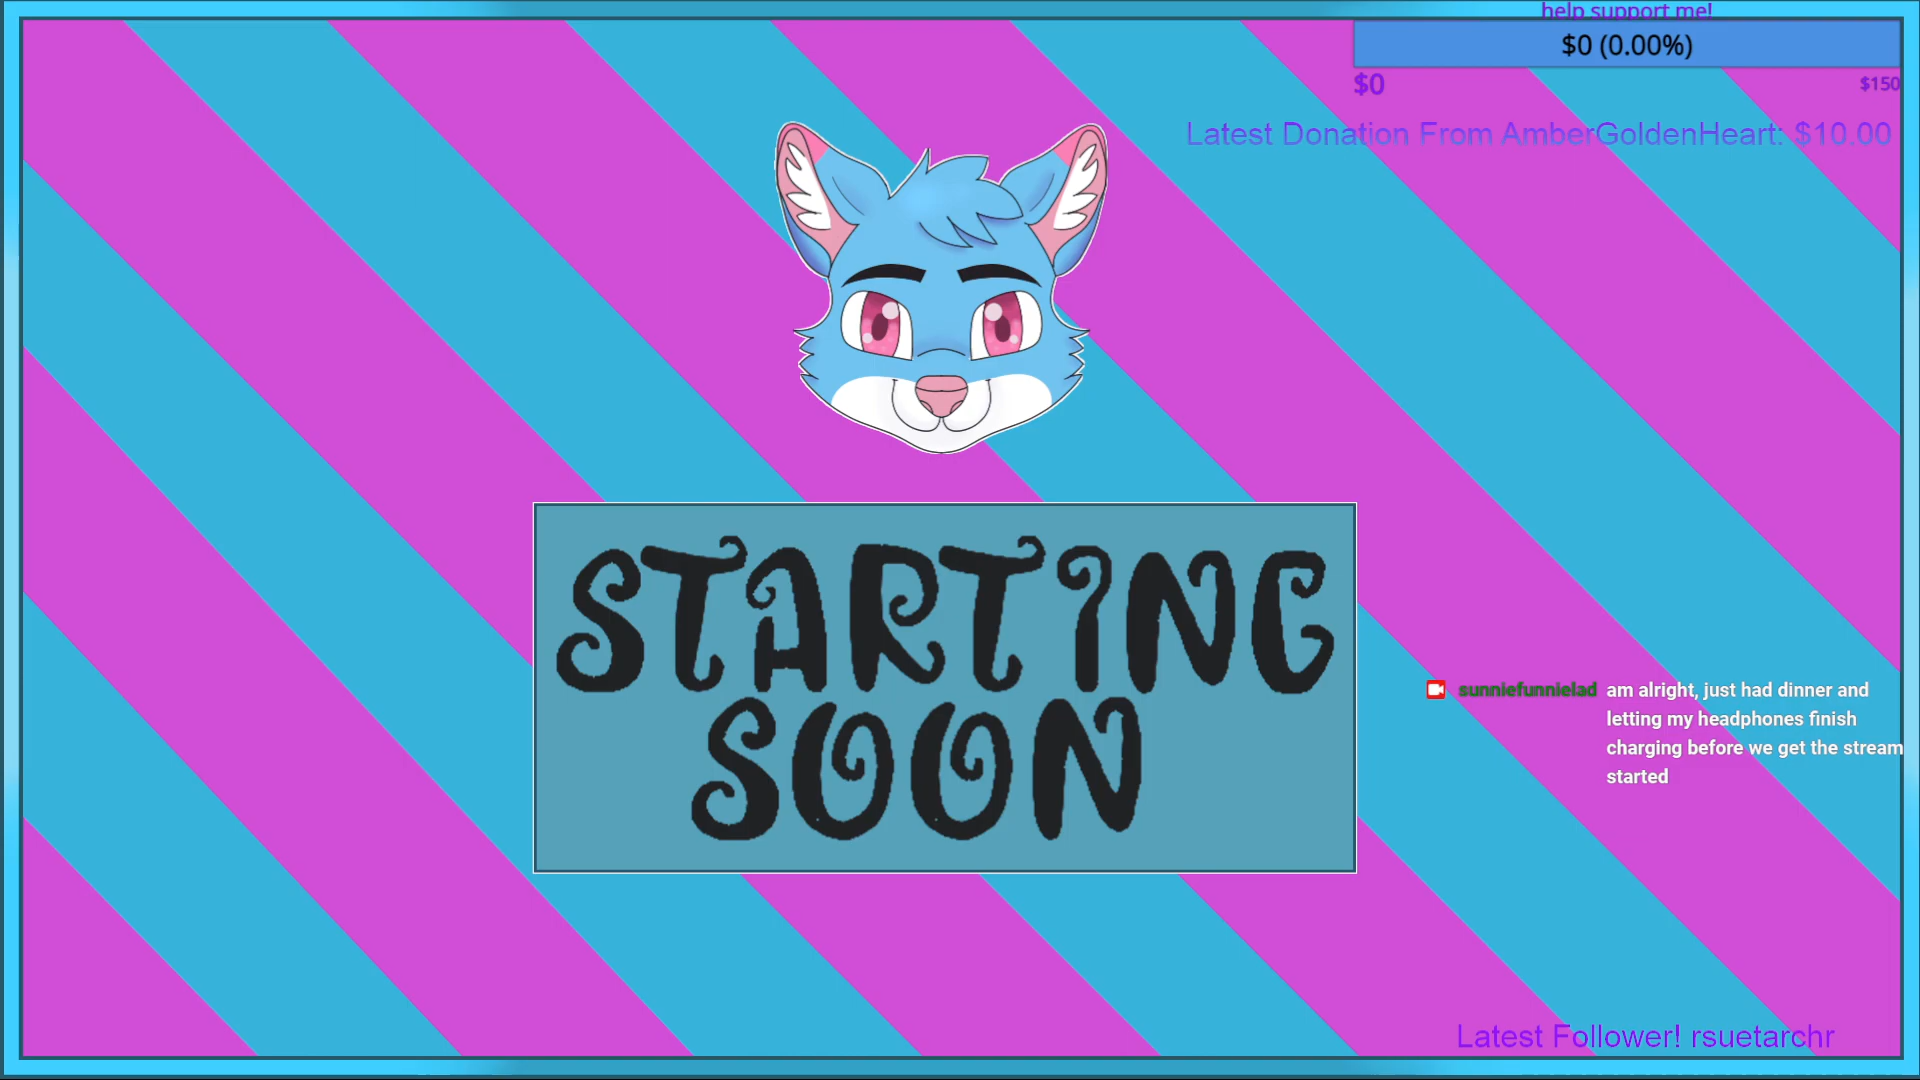 help support me!
$0 (0.00%)
$0 $150
Latest Donation From AmberGoldenHeart: $10.00
STARTING
SOON
sunniefunnielad am alright, just had dinner and
letting my headphones finish
charging before we get the stream
started
Latest Follower! rsuetarchr